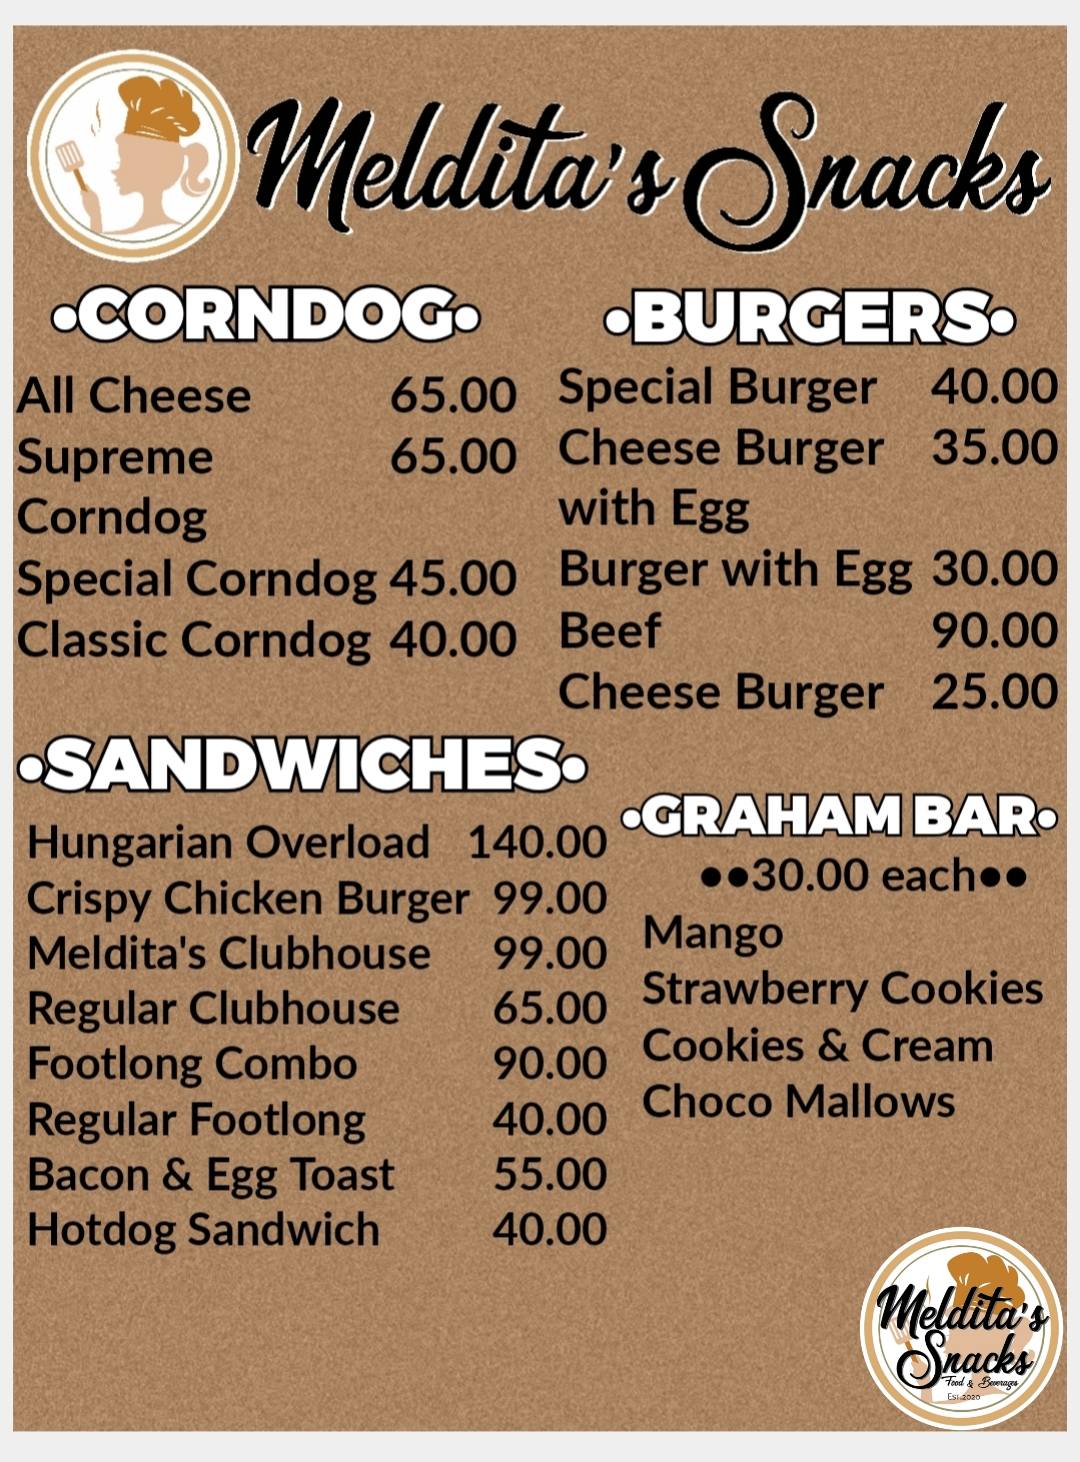 Meldita's Snacks
•CORNDOG•
All Cheese 65.00
Supreme 65.00
Corndog
Special Corndog 45.00
Classic Corndog 40.00
•BURGERS•
Special Burger 40.00
Cheese Burger 35.00
with Egg
Burger with Egg 30.00
Beef 90.00
Cheese Burger 25.00
•SANDWICHES•
Hungarian Overload 140.00
Crispy Chicken Burger 99.00
Meldita's Clubhouse 99.00
Regular Clubhouse 65.00
Footlong Combo 90.00
Regular Footlong 40.00
Bacon & Egg Toast 55.00
Hotdog Sandwich 40.00
•GRAHAM BAR•
●●30.00 each●●
Mango
Strawberry Cookies
Cookies & Cream
Choco Mallows
Meldita's
Snacks
Food & Beverages
Est.2020